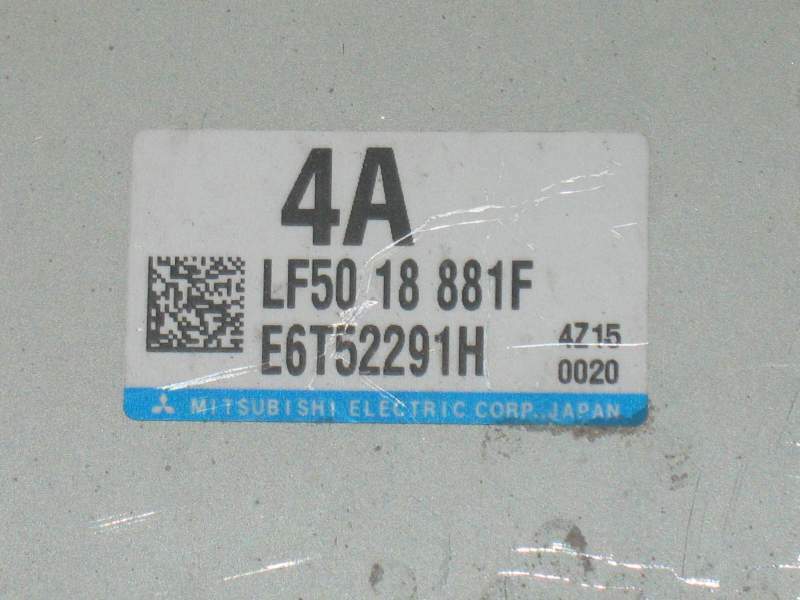 4A
LF50 18 881F
E6T52291H 4Z15
0020
MITSUBISHI ELECTRIC CORP. JAPAN